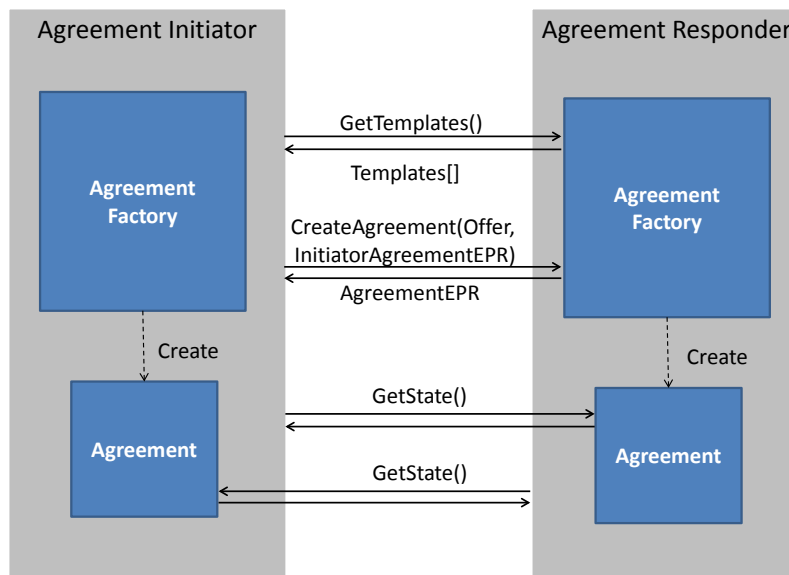 Agreement Initiator
Agreement Responder
GetTemplates()
Templates[]
Agreement
Factory
Agreement
Factory
CreateAgreement(Offer,
InitiatorAgreementEPR)
AgreementEPR
Create
Create
GetState()
Agreement
Agreement
GetState()